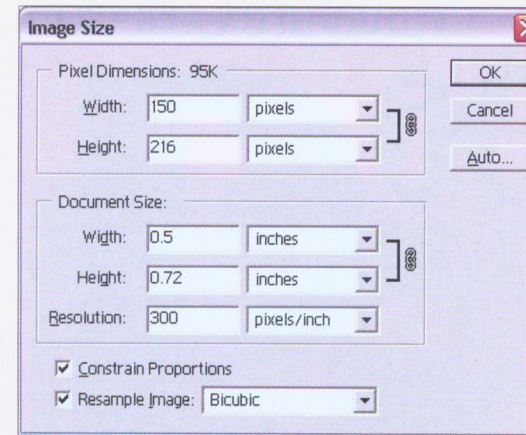 Image Size
Pixel Dimensions: 95K
OK
Width: 150 pixels
Cancel
Height: 216 pixels
Auto...
Document Size:
Width: 0.5 inches
Height: 0.72 inches
Resolution: 300 pixels/inch
Constrain Proportions
Resample Image: Bicubic